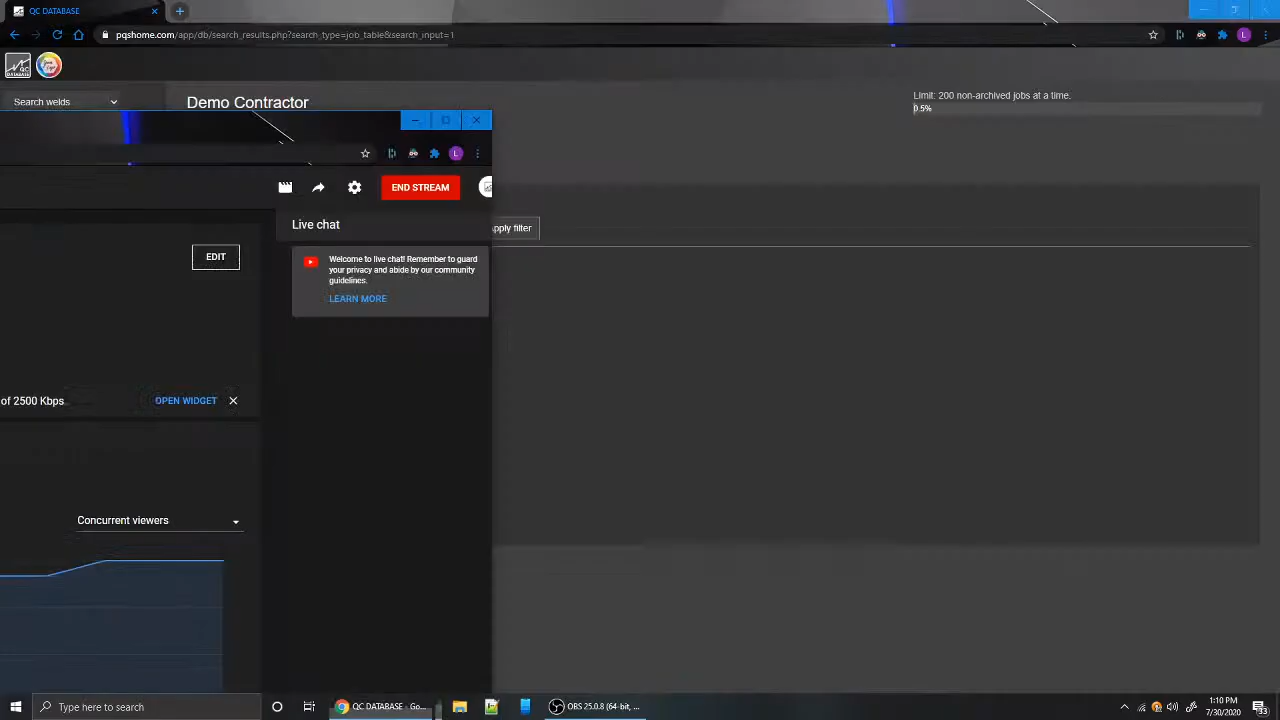 QC DATABASE
pqshome.com/app/db/search_results.php?search_type=job_table&search_input=1
QC
DATABASE
Search welds
Demo Contractor
Limit: 200 non-archived jobs at a time.
0.5%
L
END STREAM
Live chat
pply filter
EDIT
Welcome to live chat! Remember to guard
your privacy and abide by our community
guidelines.
LEARN MORE
of 2500 Kbps
OPEN WIDGET
Concurrent viewers
Type here to search
QC DATABASE - Go...
OBS 25.0.8 (64-bit, ...
1:10 PM
7/30/2020